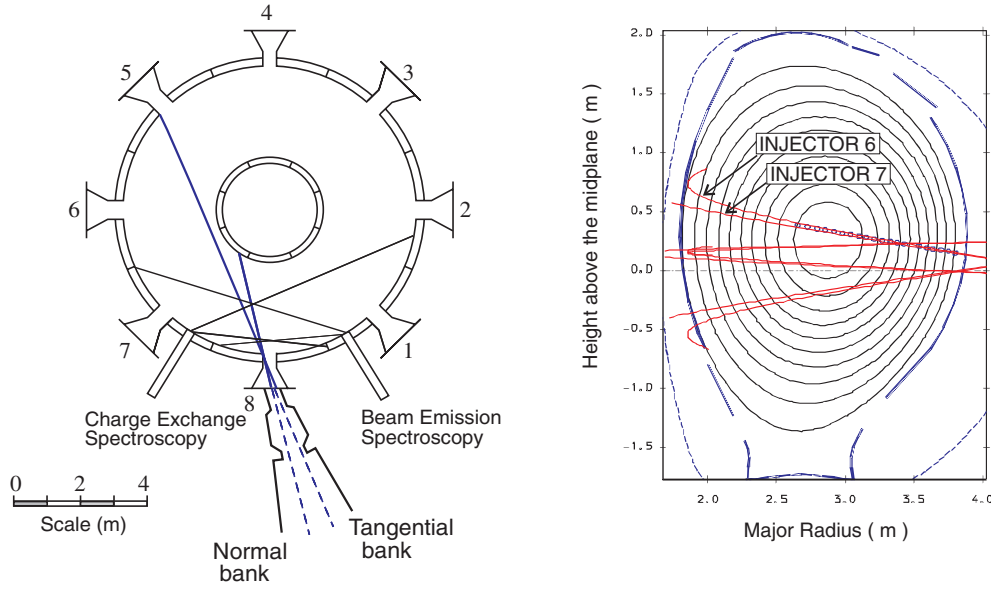 4
5
3
6
2
7
1
8
Charge Exchange
Spectroscopy
Beam Emission
Spectroscopy
0 2 4
Scale (m)
Normal
bank
Tangential
bank
Height above the midplane ( m )
2.0
1.5
1.0
0.5
0.0
-0.5
-1.0
-1.5
INJECTOR 6
INJECTOR 7
2.0 2.5 3.0 3.5 4.0
Major Radius ( m )